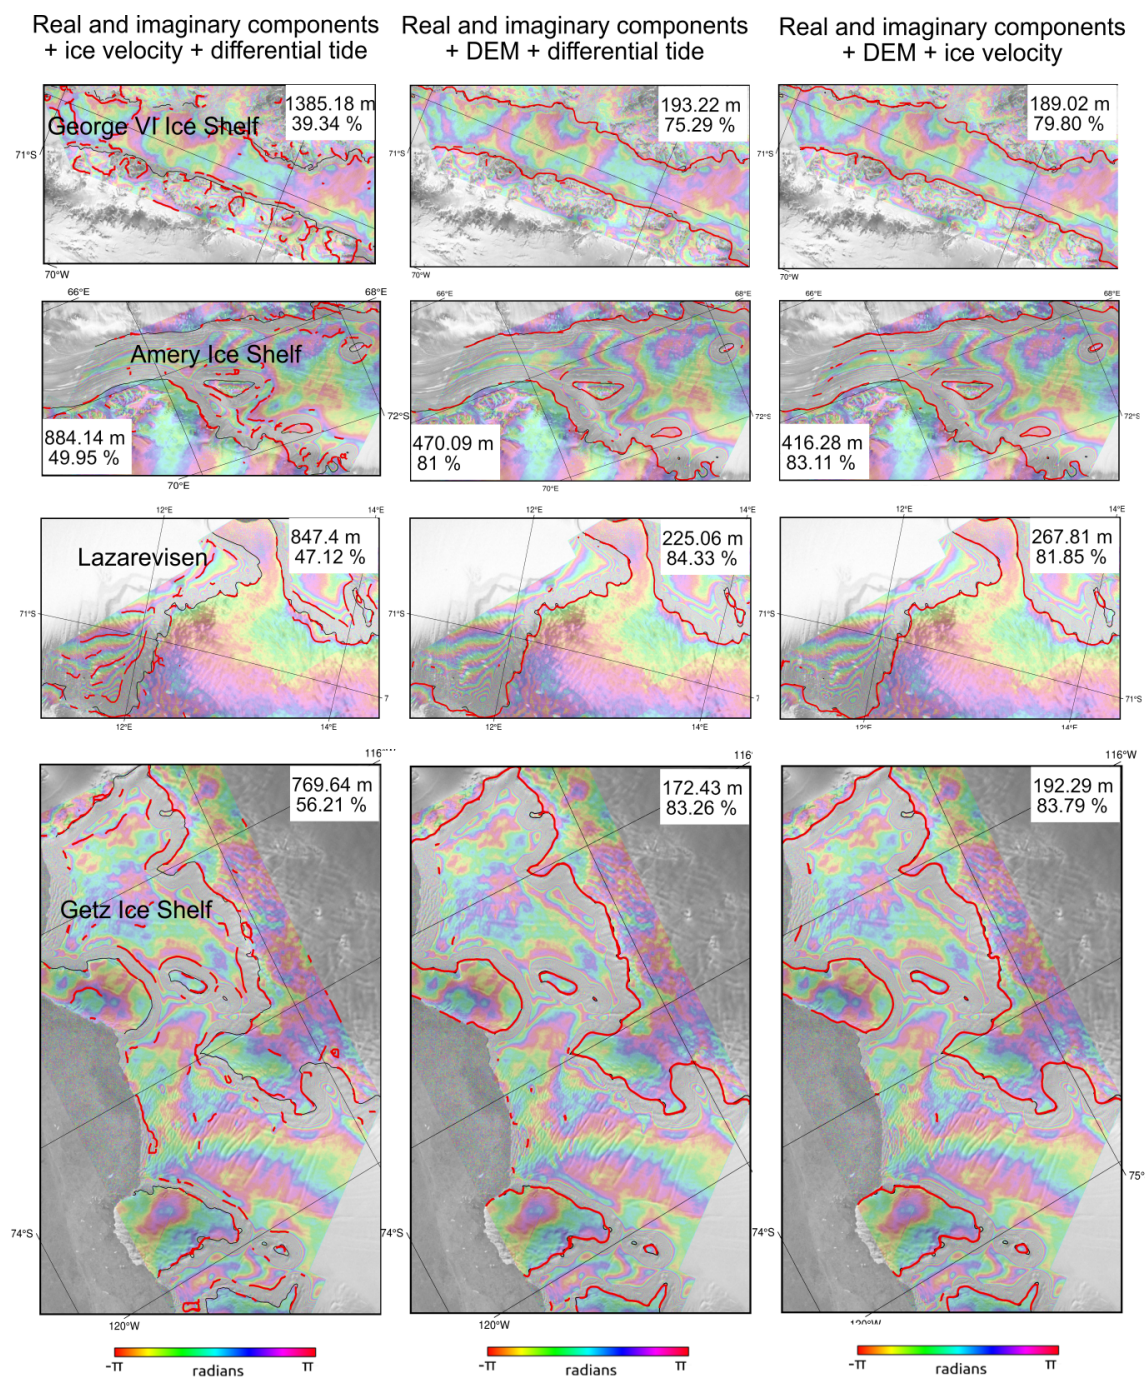 Real and imaginary components
+ ice velocity + differential tide
Real and imaginary components
+ DEM + differential tide
Real and imaginary components
+ DEM + ice velocity
1385.18 m
39.34 %
George VI Ice Shelf
71°S
70°W
193.22 m
75.29 %
71°S
70°W
189.02 m
79.80 %
71°S
70°W
66°E
68°E
Amery Ice Shelf
884.14 m
49.95 %
72°S
70°E
66°E
68°E
470.09 m
81 %
72°S
70°E
66°E
68°E
416.28 m
83.11 %
72°S
12°E
14°E
847.4 m
47.12 %
Lazarevisen
71°S
7
12°E
14°E
12°E
225.06 m
84.33 %
71°S
12°E
14°E
12°E
14°E
267.81 m
81.85 %
71°S
71°S
12°E
14°E
116°
769.64 m
56.21 %
Getz Ice Shelf
74°S
120°W
116°
172.43 m
83.26 %
74°S
120°W
116°W
192.29 m
83.79 %
75°
74°S
120°W
-π
radians
π
-π
radians
π
-π
radians
π